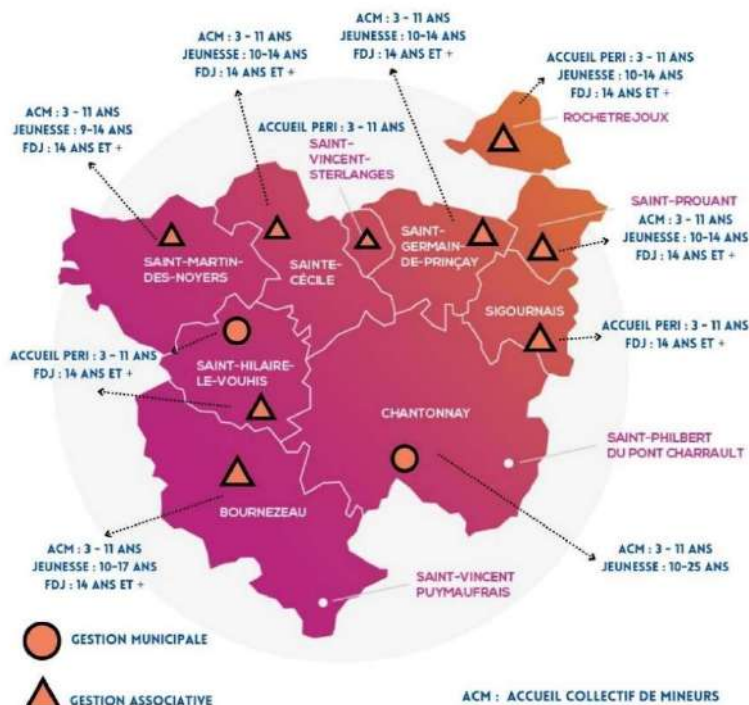 ACM : 3 - 11 ANS
JEUNESSE : 10-14 ANS
FDJ : 14 ANS ET +
ACM : 3 - 11 ANS
JEUNESSE : 10-14 ANS
FDJ : 14 ANS ET +
ACCUEIL PERI : 3 - 11 ANS
JEUNESSE : 10-14 ANS
FDJ : 14 ANS ET +
ROCHETREJOUX
ACM : 3 - 11 ANS
JEUNESSE : 9-14 ANS
FDJ : 14 ANS ET +
ACCUEIL PERI : 3 - 11 ANS
SAINT-
VINCENT-
STERLANGES
SAINT-PROUANT
ACM : 3 - 11 ANS
JEUNESSE : 10-14 ANS
FDJ : 14 ANS ET +
SAINT-MARTIN-
DES-NOYERS
SAINTE-
CÉCILE
SAINT-
GERMAIN-
DE-PRINÇAY
SIGOURNAIS
ACCUEIL PERI : 3 - 11 ANS
FDJ : 14 ANS ET +
ACCUEIL PERI : 3 - 11 ANS
FDJ : 14 ANS ET +
SAINT-HILAIRE-
LE-VOUHIS
CHANTONNAY
SAINT-PHILBERT
DU PONT CHARRAULT
BOURNEZEAU
ACM : 3 - 11 ANS
JEUNESSE : 10-17 ANS
FDJ : 14 ANS ET +
ACM : 3 - 11 ANS
JEUNESSE : 10-25 ANS
SAINT-VINCENT
PUYMAUFRAIS
GESTION MUNICIPALE
GESTION ASSOCIATIVE
ACM : ACCUEIL COLLECTIF DE MINEURS